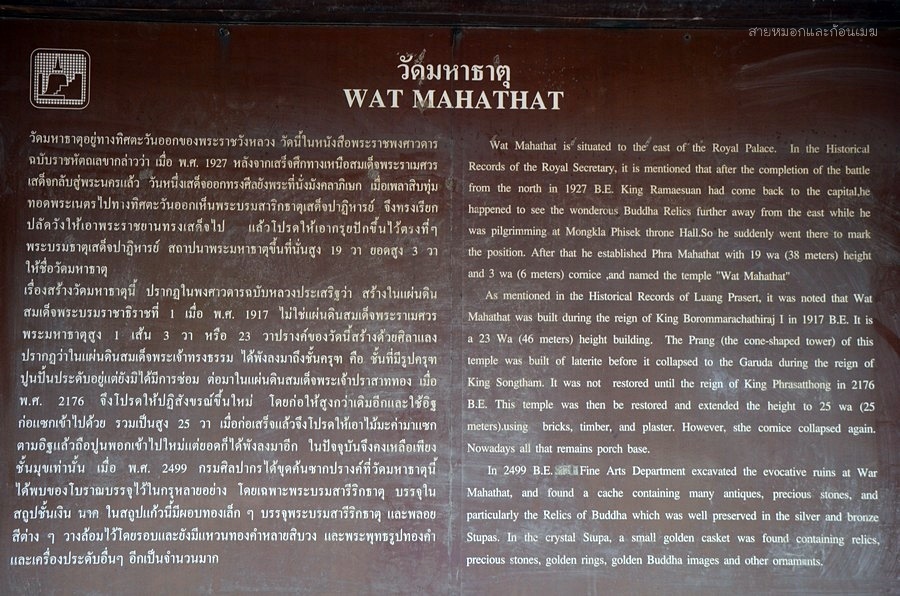 สายหมอกและก้อนเมฆ
วัดมหาธาตุ
WAT MAHATHAT
วัดมหาธาตุอยู่ทางทิศตะวันออกของพระราชวังหลวง วัดนี้ในหนังสือพระราชพงศาวดาร
ฉบับราชหัตถเลขากล่าวว่า เมื่อ พ.ศ. 1927 หลังจากเสร็จศึกทางเหนือสมเด็จพระราเมศวร
เสด็จกลับสู่พระนครแล้ว วันหนึ่งเสด็จออกทรงศีลยังพระที่นั่งมังคลาภิเษก เมื่อเพลาสิบทุ่ม
ทอดพระเนตรไปทางทิศตะวันออกเห็นพระบรมสาริกธาตุเสด็จปาฏิหารย์ จึงทรงเรียก
ปลัดวังให้เอาพระราชยานทรงเสด็จไป แล้วโปรดให้เอากรุยปักขึ้นไว้ตรงที่ๆ
พระบรมธาตุเสด็จปาฏิหารย์ สถาปนาพระมหาธาตุขึ้นที่นั่นสูง 19 วา ยอดสูง 3 วา
ให้ชื่อวัดมหาธาตุ
เรื่องสร้างวัดมหาธาตุนี้ ปรากฏในพงศาวดารฉบับหลวงประเสริฐว่า สร้างในแผ่นดิน
สมเด็จพระบรมราชาธิราชที่ 1 เมื่อ พ.ศ. 1917 ไม่ใช่แผ่นดินสมเด็จพระราเมศวร
พระมหาธาตุสูง 1 เส้น 3 วา หรือ 23 วาปรางค์ของวัดนี้สร้างด้วยศิลาแลง
ปรากฏว่าในแผ่นดินสมเด็จพระเจ้าทรงธรรม ได้พังลงมาถึงชั้นครุฑ คือ ชั้นที่มีรูปครุฑ
ปูนปั้นประดับอยู่แต่ยังมิได้มีการซ่อม ต่อมาในแผ่นดินสมเด็จพระเจ้าปราสาททอง เมื่อ
พ.ศ. 2176 จึงโปรดให้ปฏิสังขรณ์ขึ้นใหม่ โดยก่อให้สูงกว่าเดิมอีกและใช้อิฐ
ก่อแซกเข้าไปด้วย รวมเป็นสูง 25 วา เมื่อก่อเสร็จแล้วจึงโปรดให้เอาไม้มะค่ามาแซก
ตามอิฐแล้วถือปูนพอกเข้าไปใหม่แต่ยอดก็ได้พังลงมาอีก ในปัจจุบันจึงคงเหลือเพียง
ชั้นมุขเท่านั้น เมื่อ พ.ศ. 2499 กรมศิลปากรได้ขุดค้นซากปรางค์ที่วัดมหาธาตุนี้
ได้พบของโบราณบรรจุไว้ในกรุหลายอย่าง โดยเฉพาะพระบรมสารีริกธาตุ บรรจุใน
สถูปชั้นเงิน นาค ในสถูปแก้วนี้มีผอบทองเล็ก ๆ บรรจุพระบรมสารีริกธาตุ และพลอย
สีต่าง ๆ วางล้อมไว้โดยรอบและยังมีแหวนทองคำหลายสิบวง และพระพุทธรูปทองคำ
และเครื่องประดับอื่นๆ อีกเป็นจำนวนมาก
Wat Mahathat is situated to the east of the Royal Palace. In the Historical
Records of the Royal Secretary, it is mentioned that after the completion of the battle
from the north in 1927 B.E. King Ramaesuan had come back to the capital,he
happened to see the wonderous Buddha Relics further away from the east while he
was pilgrimming at Mongkla Phisek throne Hall.So he suddenly went there to mark
the position. After that he established Phra Mahathat with 19 wa (38 meters) height
and 3 wa (6 meters) cornice ,and named the temple "Wat Mahathat"
As mentioned in the Historical Records of Luang Prasert, it was noted that Wat
Mahathat was built during the reign of King Borommarachathiraj I in 1917 B.E. It is
a 23 Wa (46 meters) height building. The Prang (the cone-shaped tower) of this
temple was built of laterite before it collapsed to the Garuda during the reign of
King Songtham. It was not restored until the reign of King Phrasatthong in 2176
B.E. This temple was then be restored and extended the height to 25 wa (25
meters).using bricks, timber, and plaster. However, sthe cornice collapsed again.
Nowadays all that remains porch base.
In 2499 B.E. Fine Arts Department excavated the evocative ruins at War
Mahathat, and found a cache containing many antiques, precious stones, and
particularly the Relics of Buddha which was well preserved in the silver and bronze
Stupas. In the crystal Stupa, a small golden casket was found containing relics,
precious stones, golden rings, golden Buddha images and other ornamants.